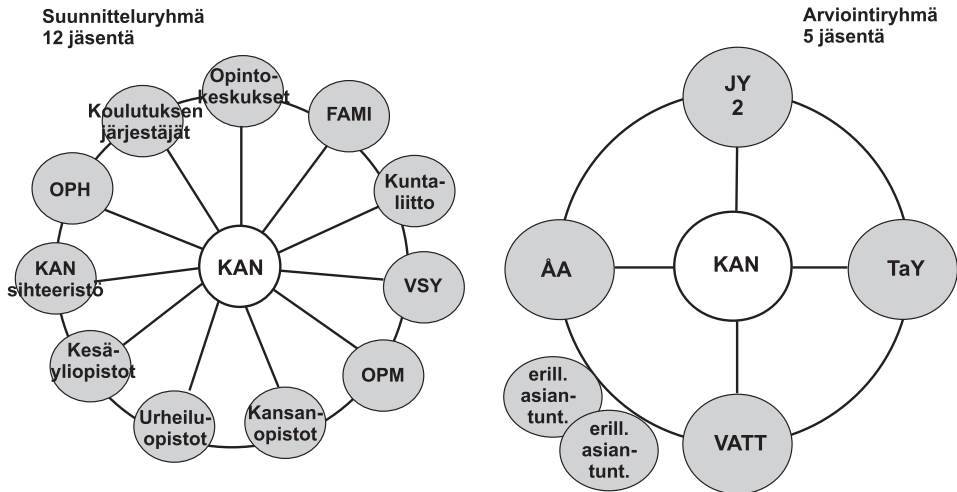 Suunnitteluryhmä
12 jäsentä
Opinto-
keskukset
FAMI
Kunta-
liitto
VSY
OPM
Kansan-
opistot
Urheilu-
opistot
Kesä-
yliopistot
KAN
sihteeristö
OPH
Koulutuksen
järjestäjät
KAN
Arviointiryhmä
5 jäsentä
JY
2
TaY
VATT
erill.
asian-
tunt.
erill.
asian-
tunt.
ÅA
KAN